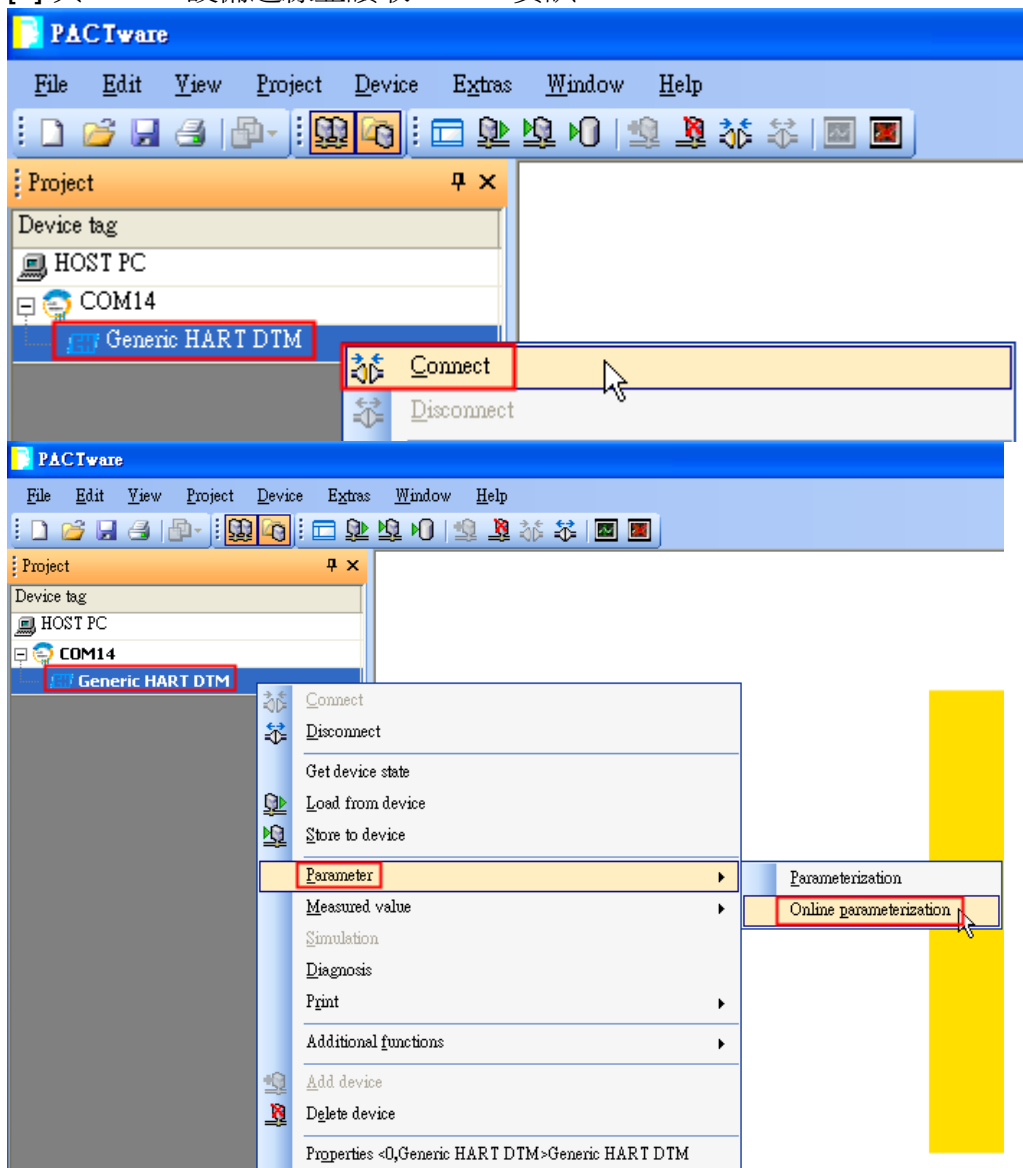 PACTware
File Edit View Project Device Extras Window Help
Project
Device tag
HOST PC
COM14
Generic HART DTM
Connect
Disconnect
PACTware
File Edit View Project Device Extras Window Help
Project
Device tag
HOST PC
COM14
Generic HART DTM
Connect
Disconnect
Get device state
Load from device
Store to device
Parameter
Parameterization
Measured value
Online parameterization
Simulation
Diagnosis
Print
Additional functions
Add device
Delete device
Properties <0,Generic HART DTM>Generic HART DTM